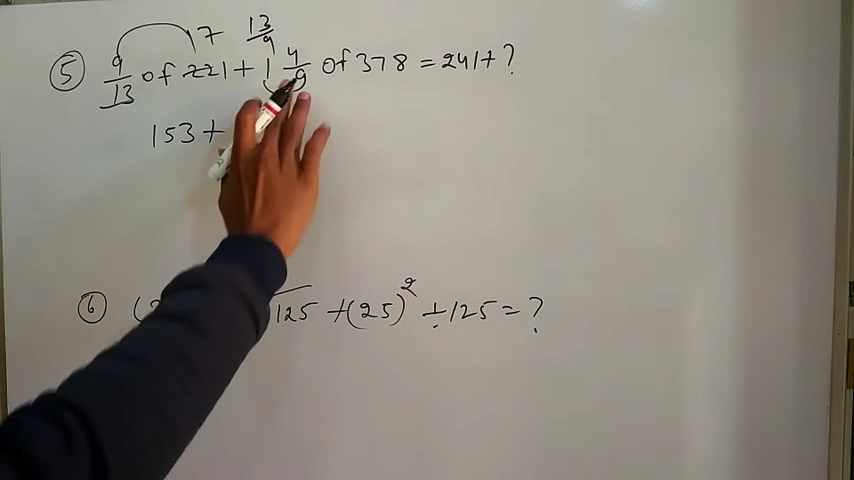 7 13/9
⑤ 9/13 of 221 + 1 4/9 of 378 = 241 + ?
153 +
⑥ 125 + (25)² ÷ 125 = ?